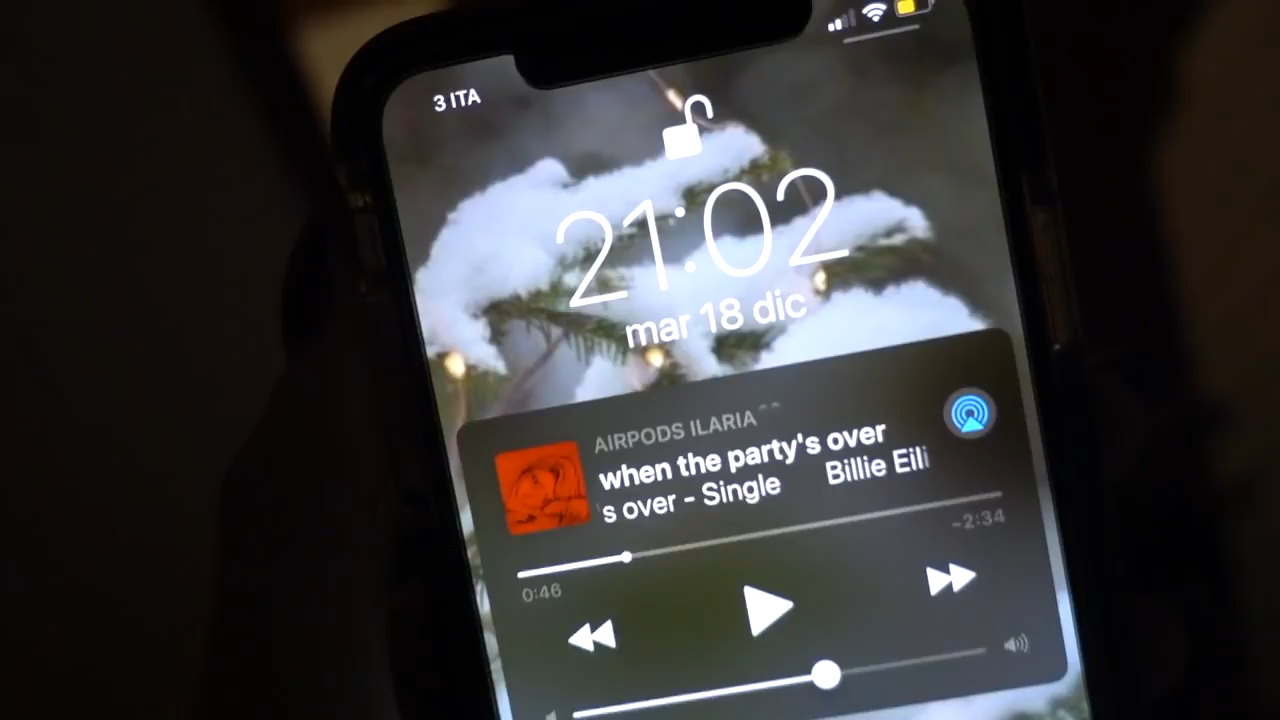 3 ITA
21:02
mar 18 dic
AIRPODS ILARIA^^
when the party's over
's over - Single Billie Eili
0:46
-2:34